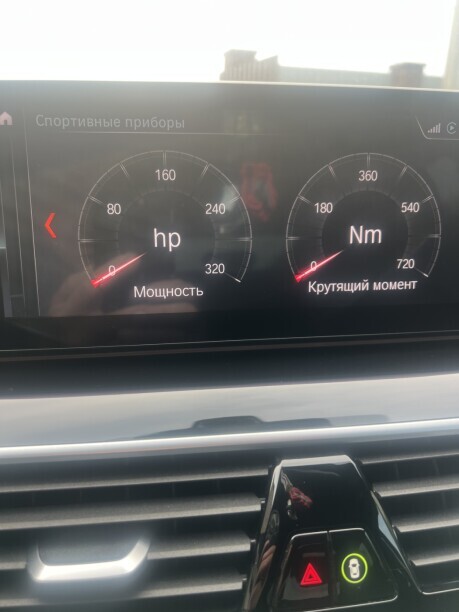 Спортивные приборы
160
80
240
hp
0
320
Мощность
360
180
540
Nm
0
720
Крутящий момент